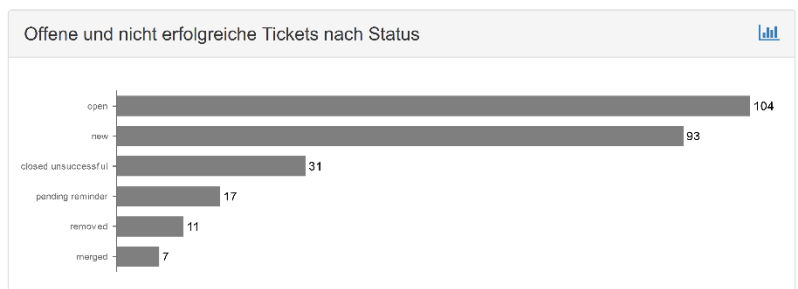 Offene und nicht erfolgreiche Tickets nach Status
open 104
new 93
closed unsuccessful 31
pending reminder 17
removed 11
merged 7